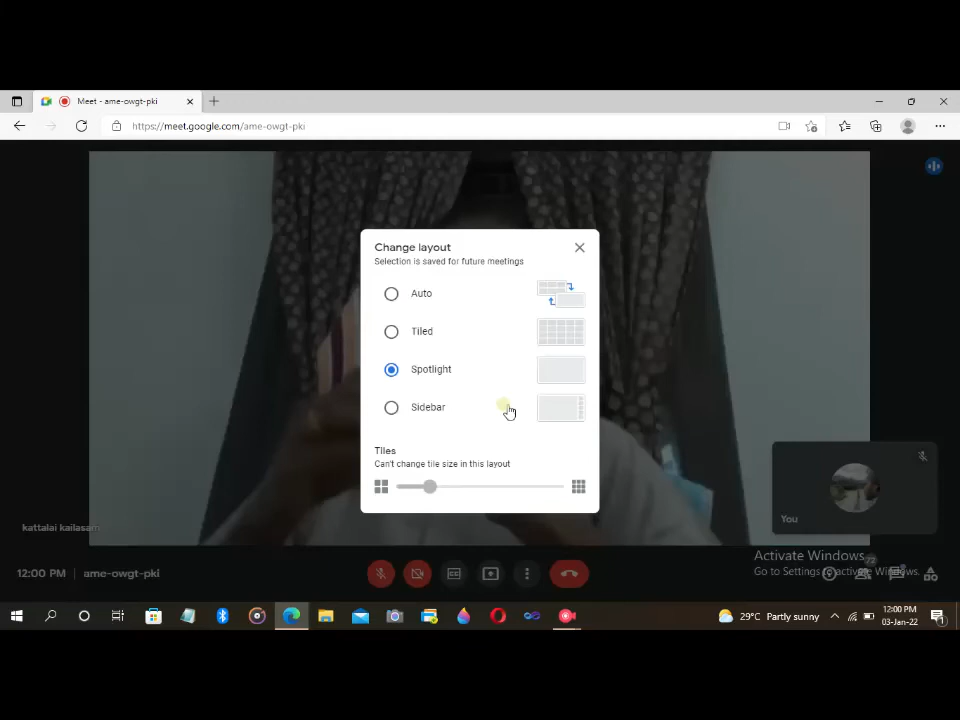 Meet - ame-owgt-pki
https://meet.google.com/ame-owgt-pki
Change layout
Selection is saved for future meetings
Auto
Tiled
Spotlight
Sidebar
Tiles
Can't change tile size in this layout
You
kattalai kailasam
Activate Windows
Go to Settings to activate Windows.
72
12:00 PM | ame-owgt-pki
29°C Partly sunny
12:00 PM
03-Jan-22
1